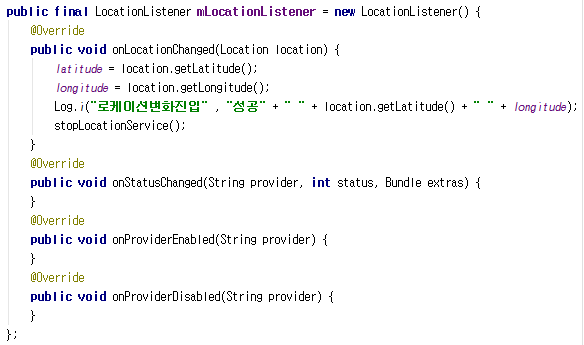 public final LocationListener mLocationListener = new LocationListener() {
@Override
public void onLocationChanged(Location location) {
latitude = location.getLatitude();
longitude = location.getLongitude();
Log.i("로케이션변화진입" , "성공" + " " + location.getLatitude() + " " + longitude);
stopLocationService();
}
@Override
public void onStatusChanged(String provider, int status, Bundle extras) {
}
@Override
public void onProviderEnabled(String provider) {
}
@Override
public void onProviderDisabled(String provider) {
}
};